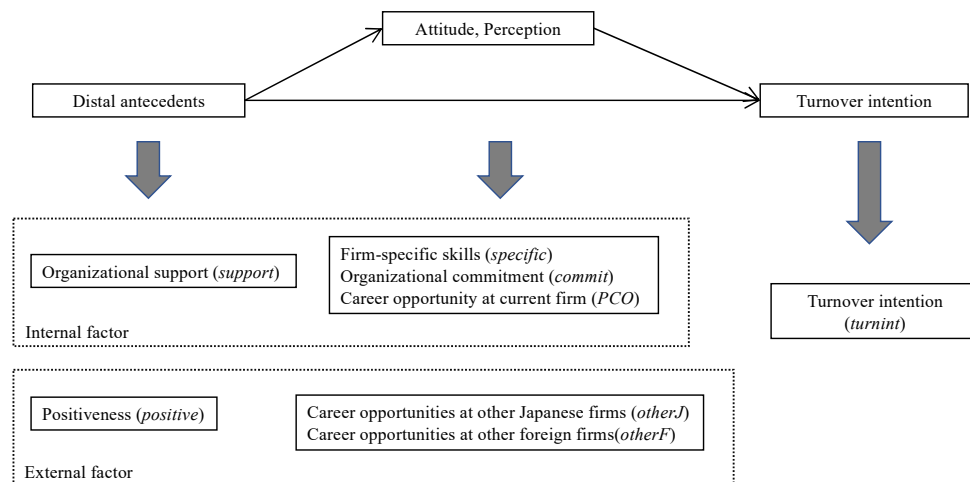 Attitude, Perception
Distal antecedents
Turnover intention
Organizational support (support)
Firm-specific skills (specific)
Organizational commitment (commit)
Career opportunity at current firm (PCO)
Internal factor
Turnover intention
(turnint)
Positiveness (positive)
Career opportunities at other Japanese firms (otherJ)
Career opportunities at other foreign firms(otherF)
External factor